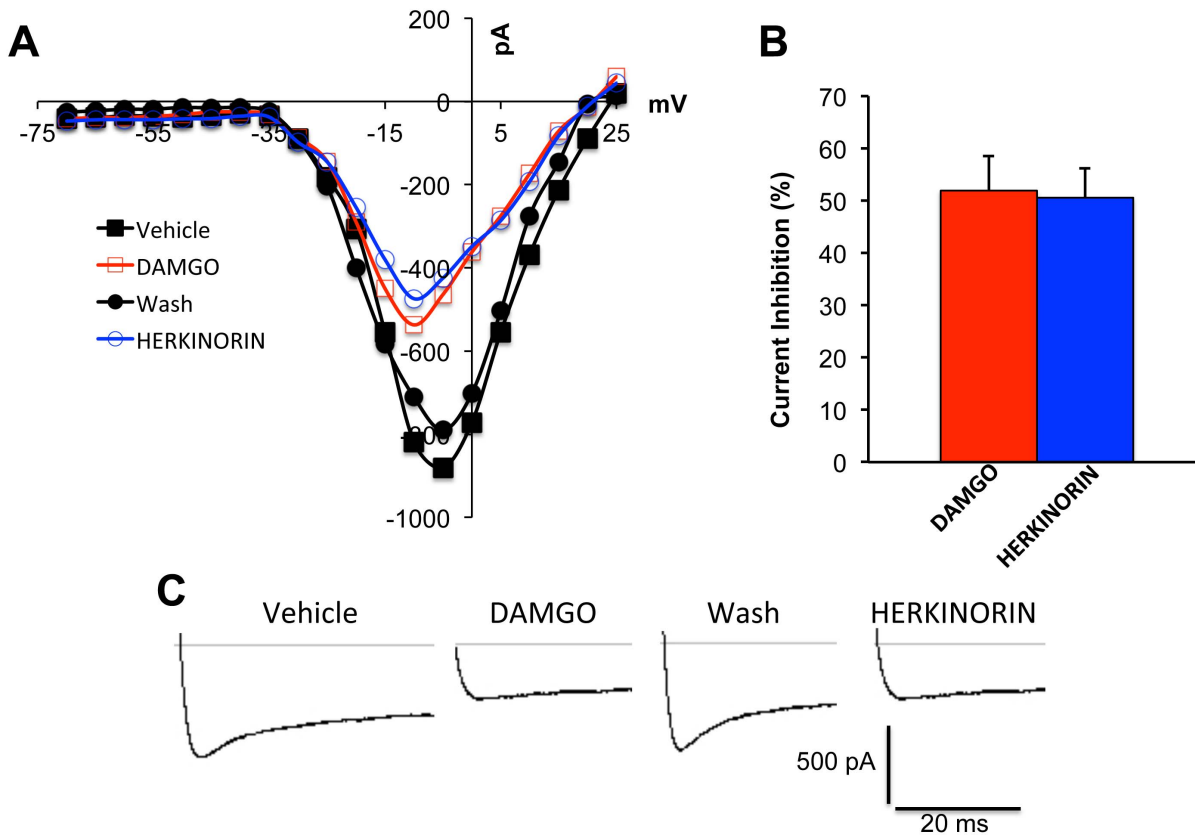 A
B
200
pA
0
mV
-75
-55
-35
-15
5
25
-200
-400
-600
-800
-1000
Vehicle
DAMGO
Wash
HERKINORIN
Current Inhibition (%)
70
60
50
40
30
20
10
0
DAMGO
HERKINORIN
C
Vehicle DAMGO Wash HERKINORIN
500 pA
20 ms